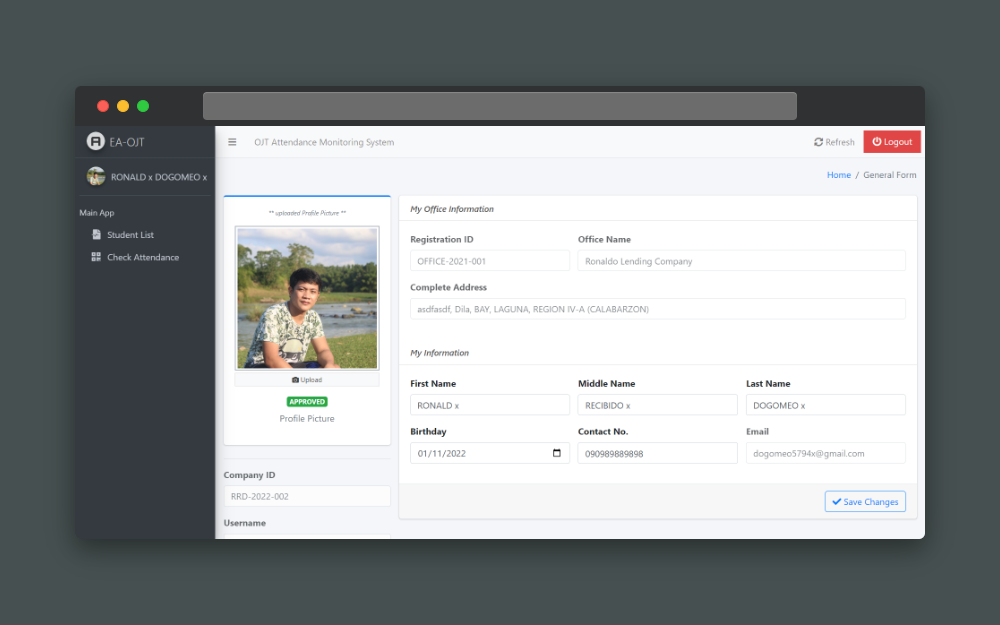 EA-OJT
OJT Attendance Monitoring System
Refresh
Logout
RONALD x DOGOMEO x
Home / General Form
Main App
Student List
Check Attendance
** uploaded Profile Picture **
Upload
APPROVED
Profile Picture
Company ID
RRD-2022-002
Username
My Office Information
Registration ID
Office Name
OFFICE-2021-001
Ronaldo Lending Company
Complete Address
asdfasdf, Dila, BAY, LAGUNA, REGION IV-A (CALABARZON)
My Information
First Name
Middle Name
Last Name
RONALD x
RECIBIDO x
DOGOMEO x
Birthday
Contact No.
Email
01/11/2022
090989889898
dogomeo5794x@gmail.com
Save Changes